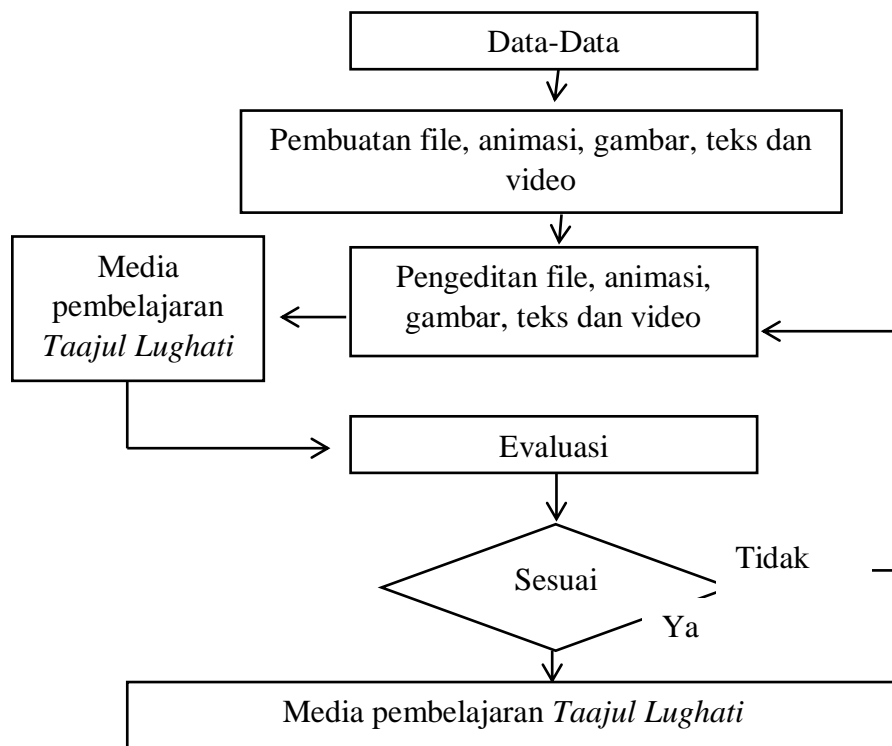 Data-Data
Pembuatan file, animasi, gambar, teks dan
video
Pengeditan file, animasi,
gambar, teks dan video
Media
pembelajaran
Taajul Lughati
Evaluasi
Sesuai
Tidak
Ya
Media pembelajaran Taajul Lughati